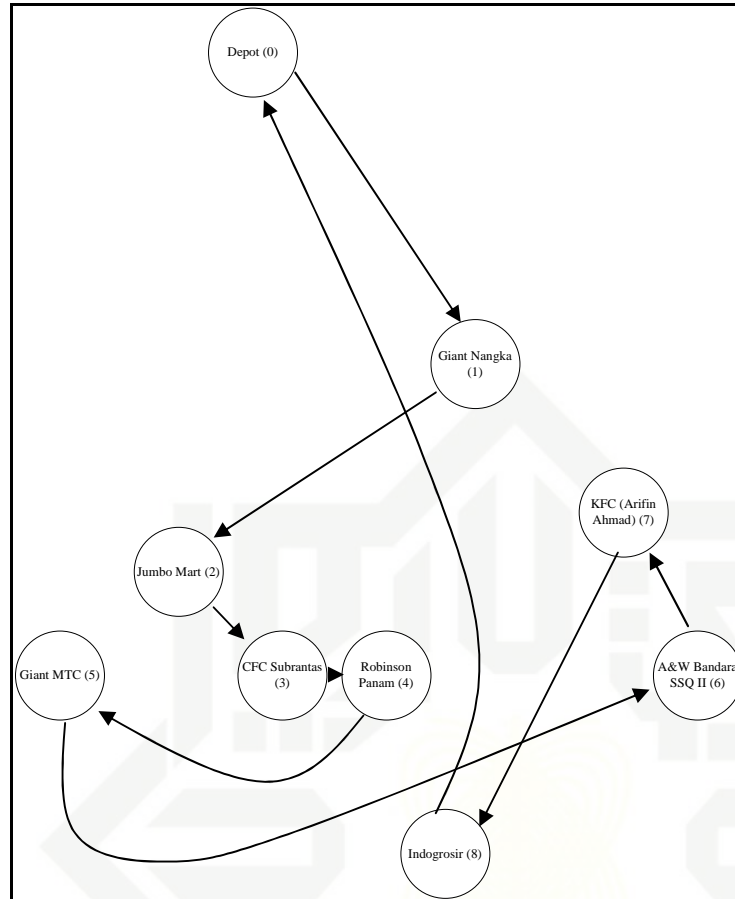 Depot (0)
Giant Nangka
(1)
KFC (Arifin
Ahmad) (7)
Jumbo Mart (2)
Giant MTC (5)
CFC Subrantas
(3)
Robinson
Panam (4)
A&W Bandara
SSQ II (6)
Indogrosir (8)